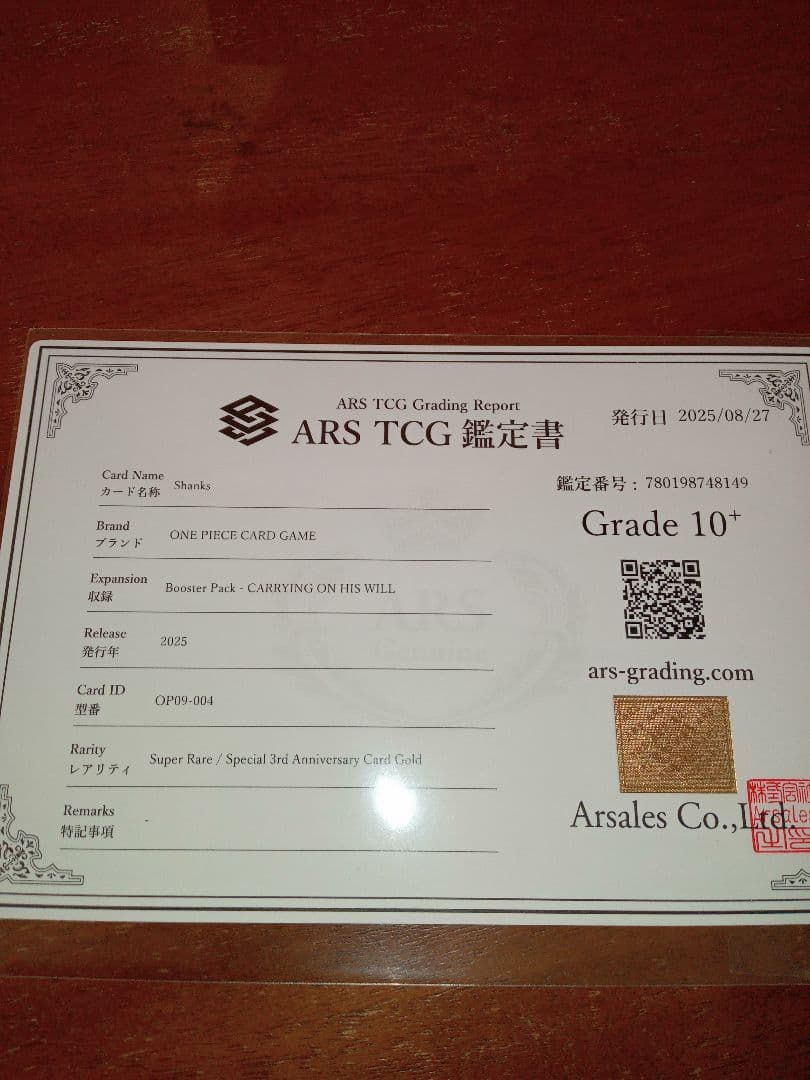 ARS TCG Grading Report
ARS TCG 鑑定書
発行日 2025/08/27
Card Name
カード名称
Shanks
Brand
ブランド
ONE PIECE CARD GAME
Expansion
収録
Booster Pack - CARRYING ON HIS WILL
Release
発行年
2025
Card ID
型番
OP09-004
Rarity
レアリティ
Super Rare / Special 3rd Anniversary Card Gold
Remarks
特記事項
-
鑑定番号 : 780198748149
Grade 10+
ars-grading.com
Arsales Co.,Ltd.
ARS
Genuine